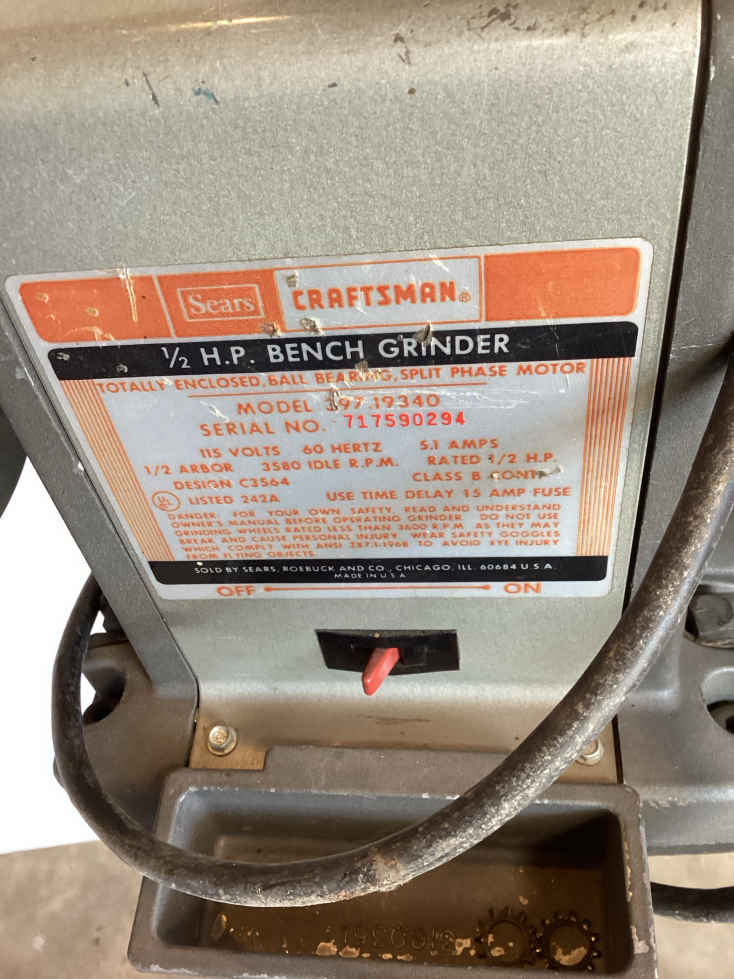 Sears CRAFTSMAN®
1/2 H.P. BENCH GRINDER
TOTALLY ENCLOSED, BALL BEARING, SPLIT PHASE MOTOR
MODEL 397.19340
SERIAL NO. 717590294
115 VOLTS 60 HERTZ 5.1 AMPS
1/2 ARBOR 3580 IDLE R.P.M. RATED 1/2 H.P.
DESIGN C3564 CLASS B CONT.
UL LISTED 242A USE TIME DELAY 15 AMP FUSE
DANGER: FOR YOUR OWN SAFETY, READ AND UNDERSTAND
OWNER'S MANUAL BEFORE OPERATING GRINDER. DO NOT USE
GRINDING WHEELS RATED LESS THAN 3600 R.P.M. AS THEY MAY
BREAK AND CAUSE PERSONAL INJURY. WEAR SAFETY GOGGLES
WHICH COMPLY WITH ANSI Z87.1-1968 TO AVOID EYE INJURY
FROM FLYING OBJECTS.
SOLD BY SEARS, ROEBUCK AND CO., CHICAGO, ILL. 60684 U.S.A.
MADE IN U.S.A.
OFF ON